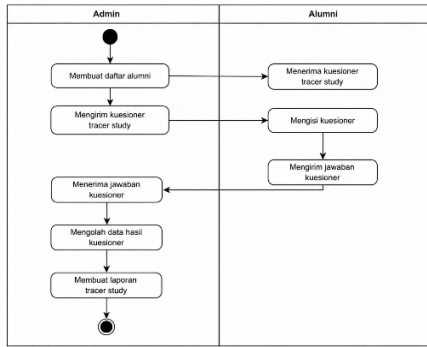 Admin
Alumni
Membuat daftar alumni
Menerima kuesioner
tracer study
Mengirim kuesioner
tracer study
Mengisi kuesioner
Mengirim jawaban
kuesioner
Menerima jawaban
kuesioner
Mengolah data hasil
kuesioner
Membuat laporan
tracer study